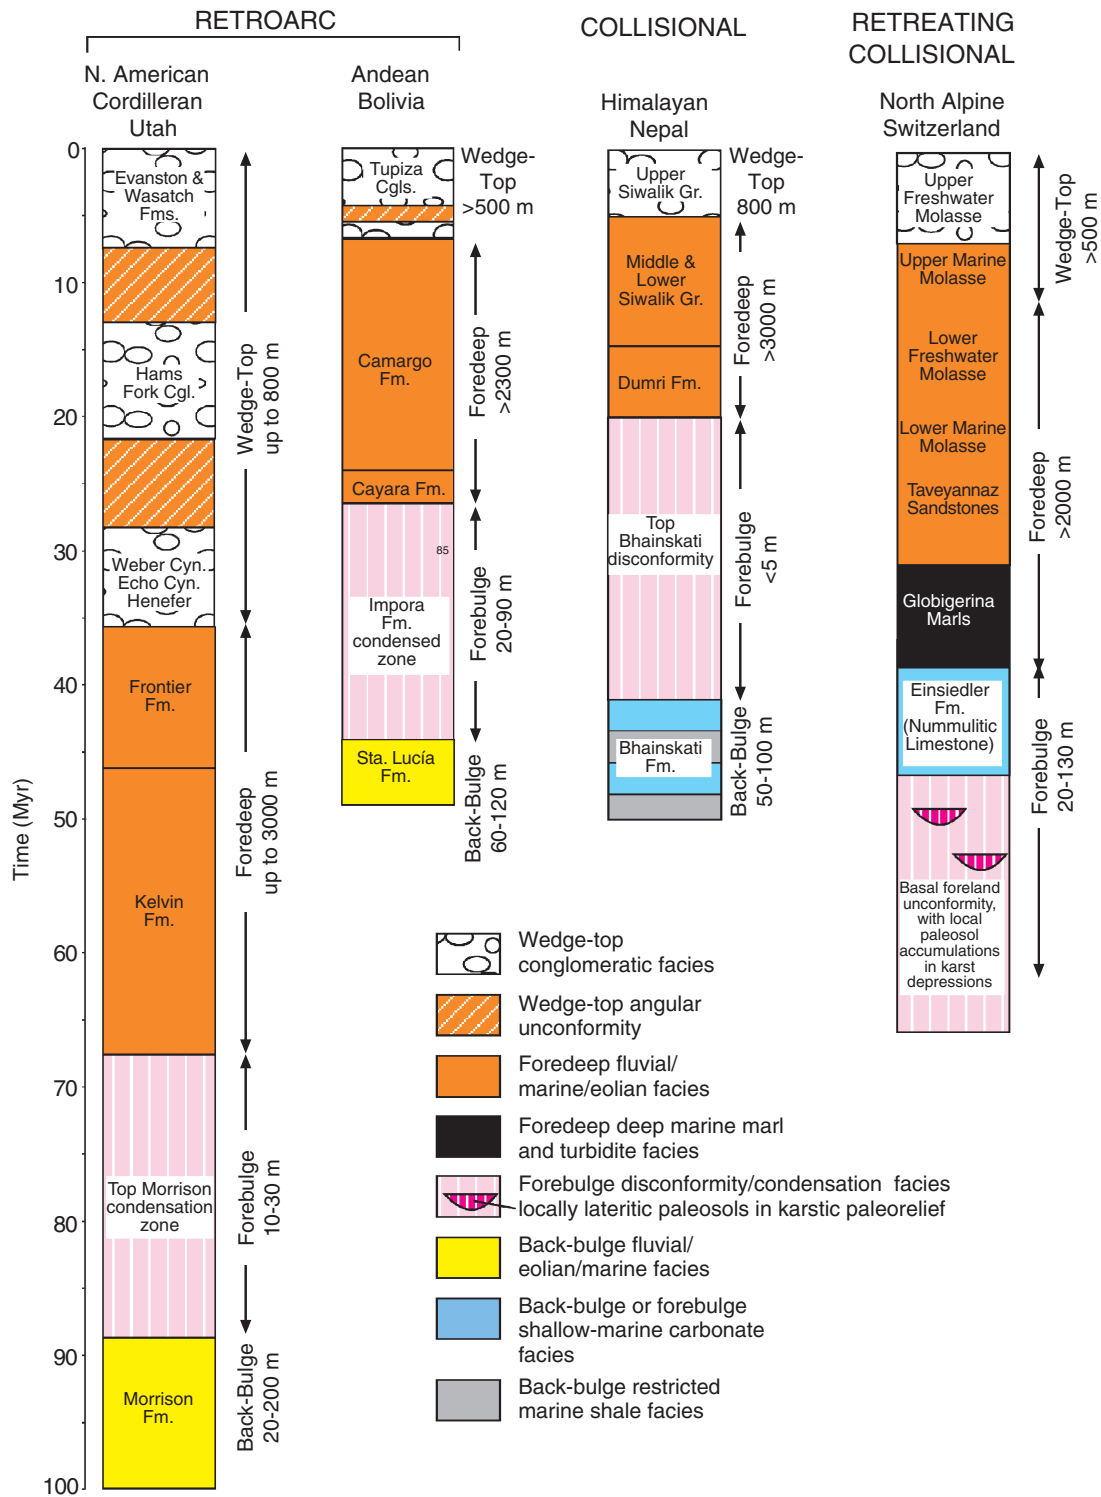 RETROARC
COLLISIONAL
RETREATING
COLLISIONAL
N. American
Cordilleran
Utah
Andean
Bolivia
Himalayan
Nepal
North Alpine
Switzerland
Time (Myr)
0
10
20
30
40
50
60
70
80
90
100
Evanston &
Wasatch
Fms.
Hams
Fork Cgl.
Weber Cyn.
Echo Cyn.
Henefer
Frontier
Fm.
Kelvin
Fm.
Top Morrison
condensation
zone
Morrison
Fm.
Wedge-Top
up to 800 m
Foredeep
up to 3000 m
Forebulge
10-30 m
Back-Bulge
20-200 m
Tupiza
Cgls.
Camargo
Fm.
Cayara Fm.
85
Impora
Fm.
condensed
zone
Sta. Lucía
Fm.
Wedge-
Top
>500 m
Foredeep
>2300 m
Forebulge
20-90 m
Back-Bulge
60-120 m
Upper
Siwalik Gr.
Middle &
Lower
Siwalik Gr.
Dumri Fm.
Top
Bhainskati
disconformity
Bhainskati
Fm.
Wedge-
Top
800 m
Foredeep
>3000 m
Forebulge
<5 m
Back-Bulge
50-100 m
Upper
Freshwater
Molasse
Upper Marine
Molasse
Lower
Freshwater
Molasse
Lower Marine
Molasse
Taveyannaz
Sandstones
Globigerina
Marls
Einsiedler
Fm.
(Nummulitic
Limestone)
Basal foreland
unconformity,
with local
paleosol
accumulations
in karst
depressions
Wedge-Top
>500 m
Foredeep
>2000 m
Forebulge
20-130 m
Wedge-top
conglomeratic facies
Wedge-top angular
unconformity
Foredeep fluvial/
marine/eolian facies
Foredeep deep marine marl
and turbidite facies
Forebulge disconformity/condensation facies
locally lateritic paleosols in karstic paleorelief
Back-bulge fluvial/
eolian/marine facies
Back-bulge or forebulge
shallow-marine carbonate
facies
Back-bulge restricted
marine shale facies